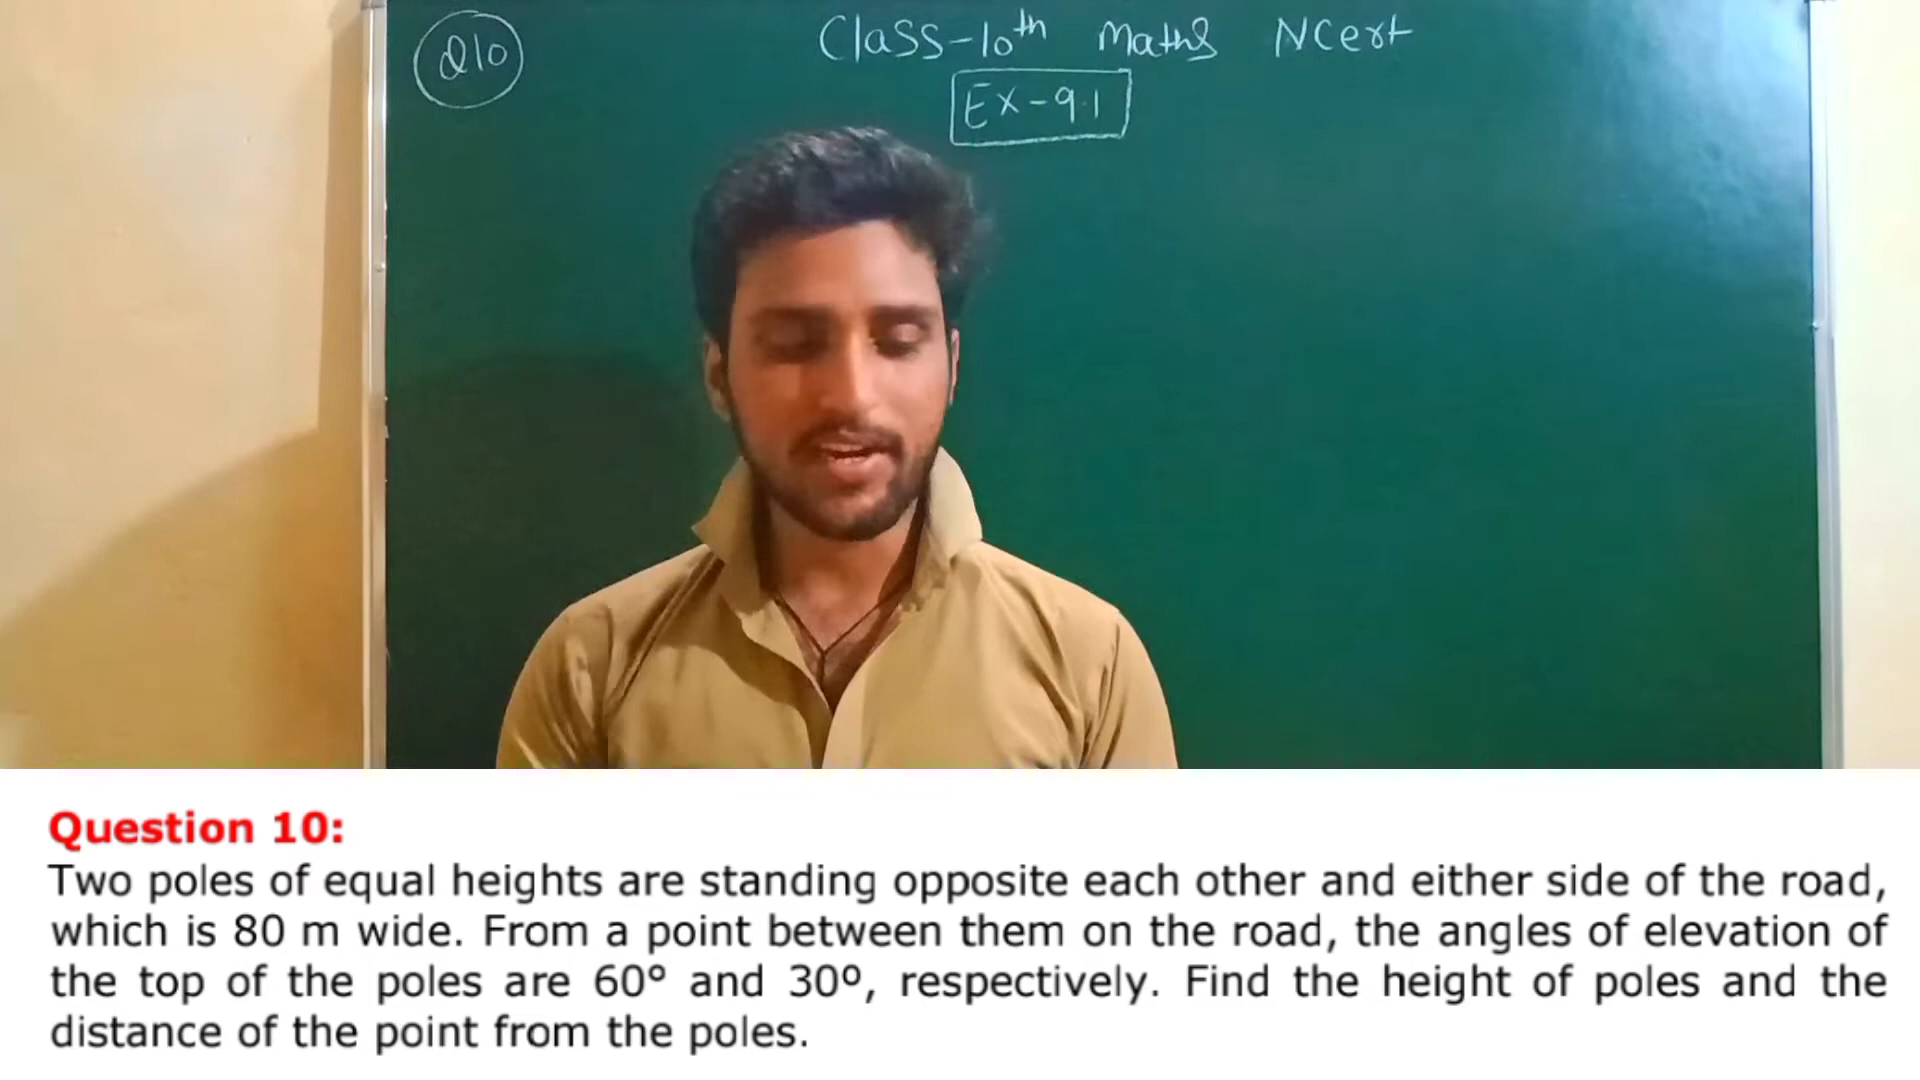 Q10
Class-10th Maths NCert
Ex-9.1
Question 10:
Two poles of equal heights are standing opposite each other and either side of the road,
which is 80 m wide. From a point between them on the road, the angles of elevation of
the top of the poles are 60° and 30º, respectively. Find the height of poles and the
distance of the point from the poles.